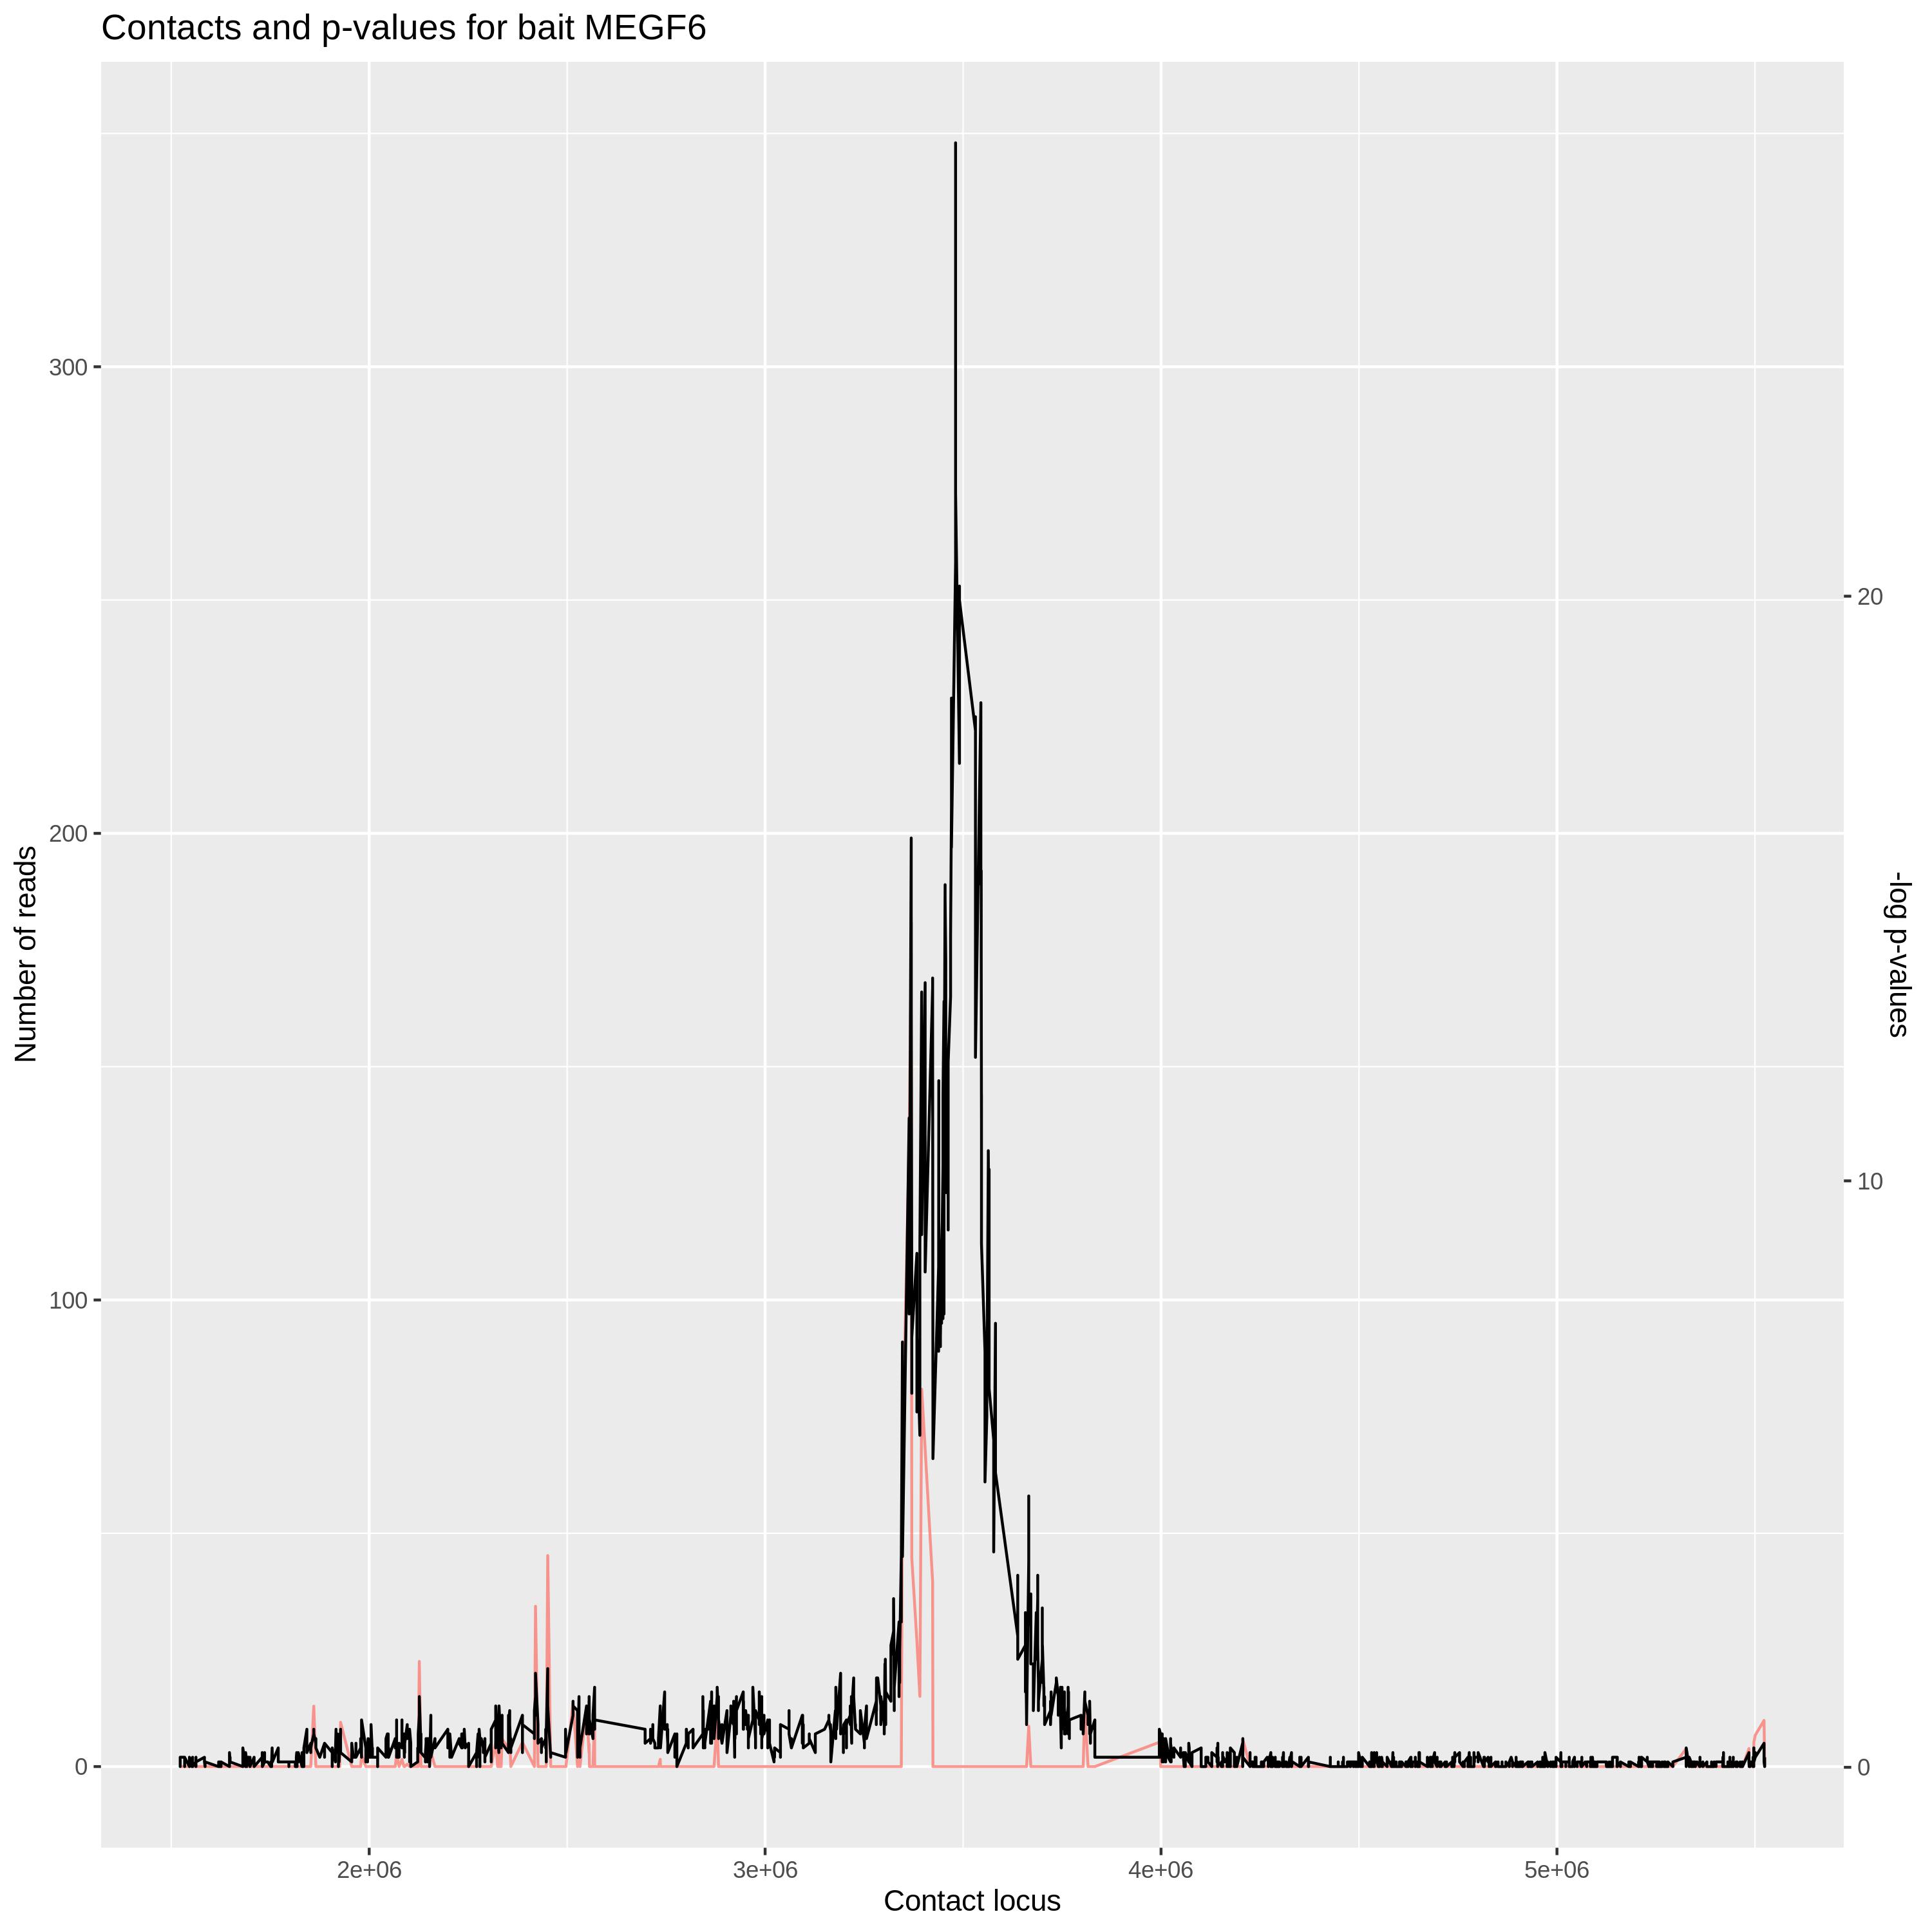 Contacts and p-values for bait MEGF6
300
200
100
0
Number of reads
20
10
0
-log p-values
2e+06
3e+06
4e+06
5e+06
Contact locus